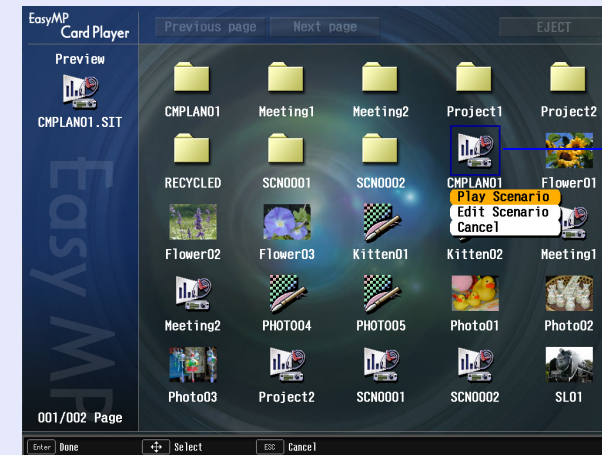 EasyMP
Card Player
Previous page
Next page
EJECT
Preview
CMPLAN01.SIT
CMPLAN01
Meeting1
Meeting2
Project1
Project2
RECYCLED
SCN0001
SCN0002
CMPLAN01
Flower01
Play Scenario
Edit Scenario
Cancel
Flower02
Flower03
Kitten01
Kitten02
Meeting1
Meeting2
PHOTO04
PHOTO05
Photo01
Photo02
Photo03
Project2
SCN0001
SCN0002
SL01
Easy MP
001/002 Page
Enter Done
Select
ESC Cancel